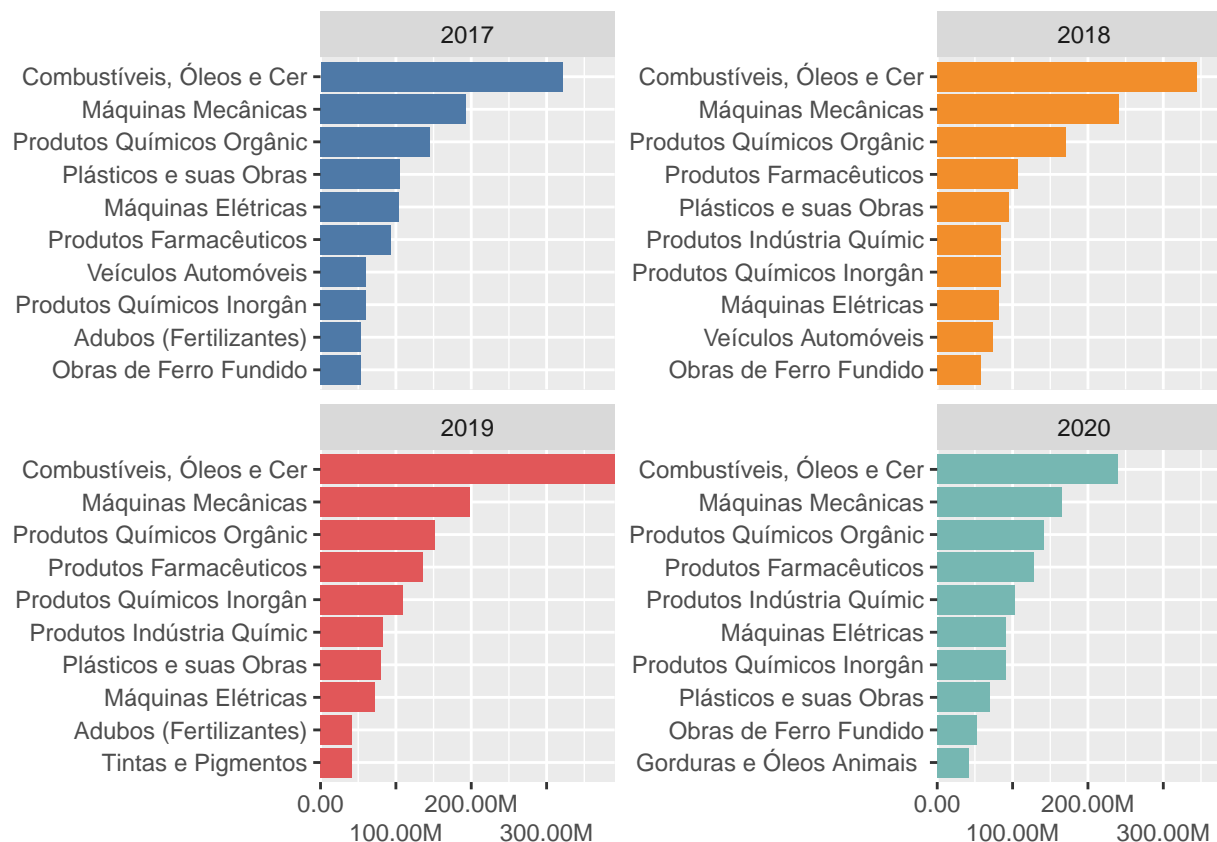 2017
Combustíveis, Óleos e Cer
Máquinas Mecânicas
Produtos Químicos Orgânic
Plásticos e suas Obras
Máquinas Elétricas
Produtos Farmacêuticos
Veículos Automóveis
Produtos Químicos Inorgân
Adubos (Fertilizantes)
Obras de Ferro Fundido
2018
Combustíveis, Óleos e Cer
Máquinas Mecânicas
Produtos Químicos Orgânic
Produtos Farmacêuticos
Plásticos e suas Obras
Produtos Indústria Químic
Produtos Químicos Inorgân
Máquinas Elétricas
Veículos Automóveis
Obras de Ferro Fundido
2019
Combustíveis, Óleos e Cer
Máquinas Mecânicas
Produtos Químicos Orgânic
Produtos Farmacêuticos
Produtos Químicos Inorgân
Produtos Indústria Químic
Plásticos e suas Obras
Máquinas Elétricas
Adubos (Fertilizantes)
Tintas e Pigmentos
0.00 200.00M
100.00M 300.00M
2020
Combustíveis, Óleos e Cer
Máquinas Mecânicas
Produtos Químicos Orgânic
Produtos Farmacêuticos
Produtos Indústria Químic
Máquinas Elétricas
Produtos Químicos Inorgân
Plásticos e suas Obras
Obras de Ferro Fundido
Gorduras e Óleos Animais
0.00 200.00M
100.00M 300.00M